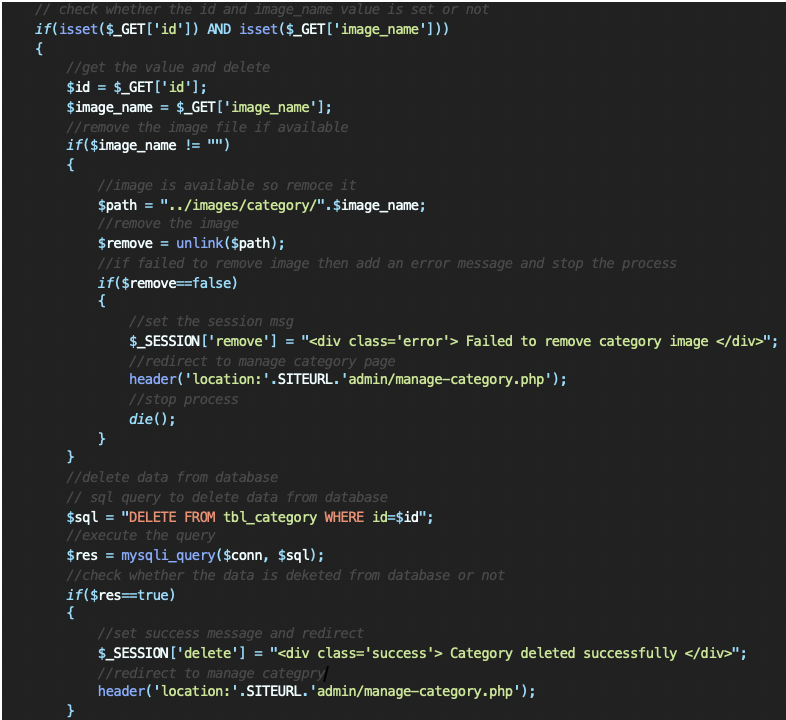 // check whether the id and image_name value is set or not
if(isset($_GET['id']) AND isset($_GET['image_name']))
{
//get the value and delete
$id = $_GET['id'];
$image_name = $_GET['image_name'];
//remove the image file if available
if($image_name != "")
{
//image is available so remoce it
$path = "../images/category/".$image_name;
//remove the image
$remove = unlink($path);
//if failed to remove image then add an error message and stop the process
if($remove==false)
{
//set the session msg
$_SESSION['remove'] = "<div class='error'> Failed to remove category image </div>";
//redirect to manage category page
header('location:'.SITEURL.'admin/manage-category.php');
//stop process
die();
}
}
//delete data from database
// sql query to delete data from database
$sql = "DELETE FROM tbl_category WHERE id=$id";
//execute the query
$res = mysqli_query($conn, $sql);
//check whether the data is deketed from database or not
if($res==true)
{
//set success message and redirect
$_SESSION['delete'] = "<div class='success'> Category deleted successfully </div>";
//redirect to manage categpry
header('location:'.SITEURL.'admin/manage-category.php');
}